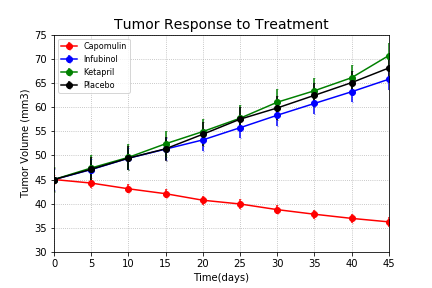 Tumor Response to Treatment
75
70
65
60
55
50
45
40
35
30
Tumor Volume (mm3)
Capomulin
Infubinol
Ketapril
Placebo
0 5 10 15 20 25 30 35 40 45
Time(days)